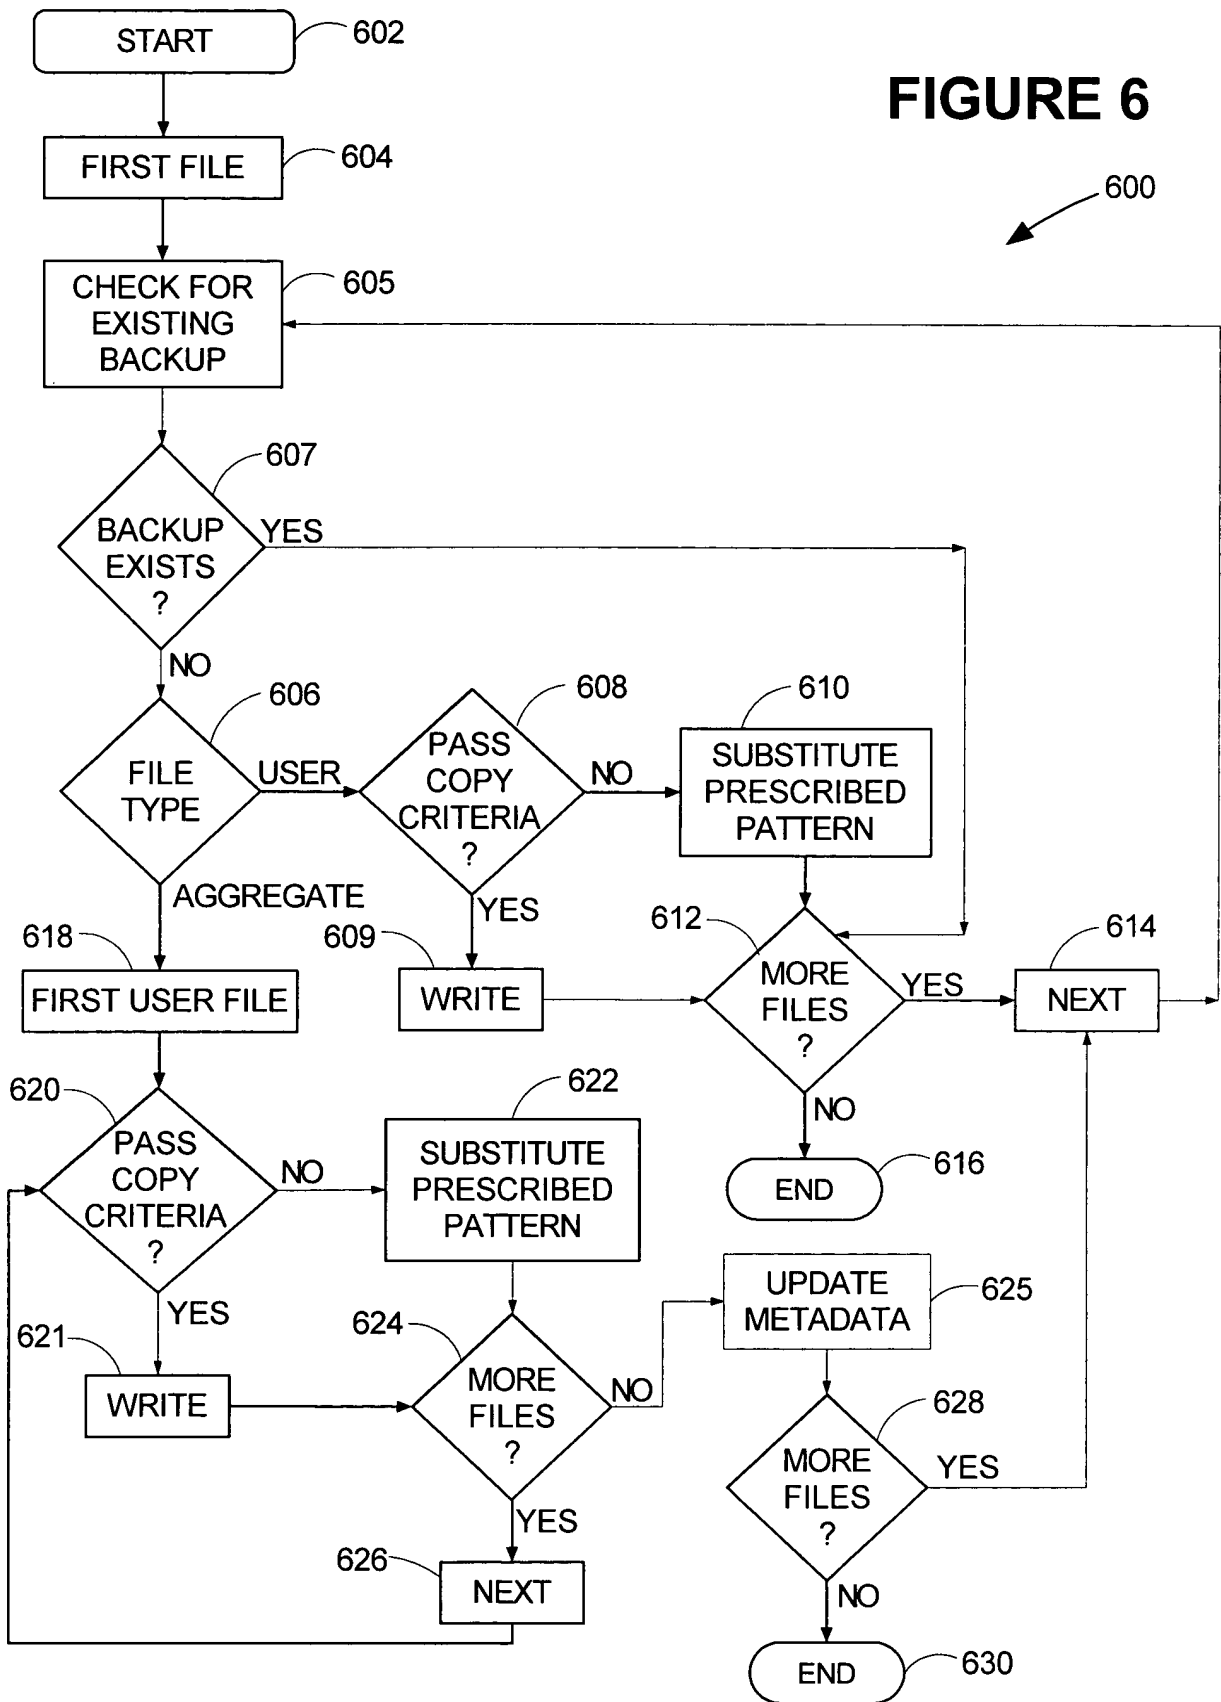 START
602
FIGURE 6
FIRST FILE
604
600
CHECK FOR
EXISTING
BACKUP
605
607
BACKUP
EXISTS
?
YES
NO
606
FILE
TYPE
USER
608
PASS
COPY
CRITERIA
?
NO
610
SUBSTITUTE
PRESCRIBED
PATTERN
AGGREGATE
YES
618
FIRST USER FILE
609
WRITE
612
MORE
FILES
?
YES
614
NEXT
NO
616
END
620
PASS
COPY
CRITERIA
?
NO
622
SUBSTITUTE
PRESCRIBED
PATTERN
YES
621
WRITE
624
MORE
FILES
?
NO
UPDATE
METADATA
625
628
MORE
FILES
?
YES
YES
626
NEXT
NO
END
630